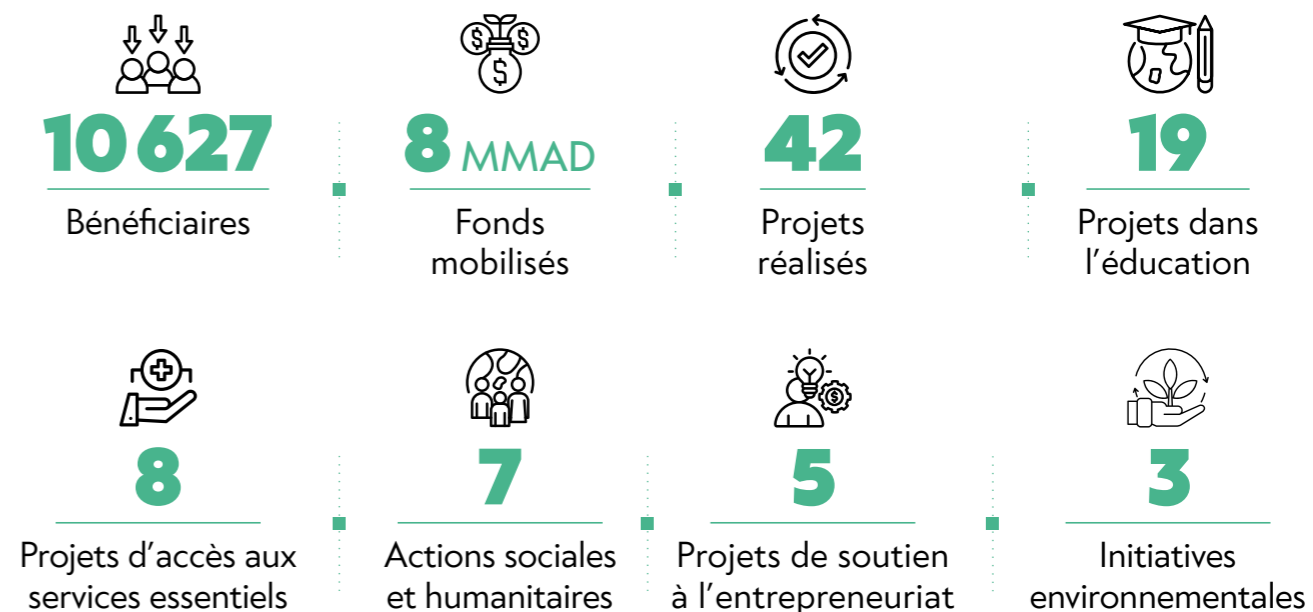 10 627
Bénéficiaires
8 MMAD
Fonds
mobilisés
42
Projets
réalisés
19
Projets dans
l’éducation
8
Projets d’accès aux
services essentiels
7
Actions sociales
et humanitaires
5
Projets de soutien
à l’entrepreneuriat
3
Initiatives
environnementales